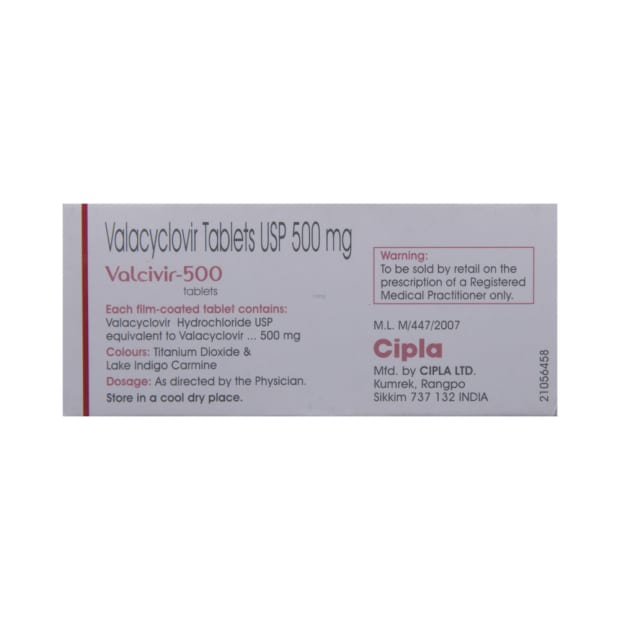 Valacyclovir Tablets USP 500 mg
Valcivir-500
tablets
Each film-coated tablet contains:
Valacyclovir Hydrochloride USP
equivalent to Valacyclovir ... 500 mg
Colours: Titanium Dioxide &
Lake Indigo Carmine
Dosage: As directed by the Physician.
Store in a cool dry place.
Warning:
To be sold by retail on the
prescription of a Registered
Medical Practitioner only.
M.L. M/447/2007
Cipla
Mfd. by CIPLA LTD.
Kumrek, Rangpo
Sikkim 737 132 INDIA
21056458